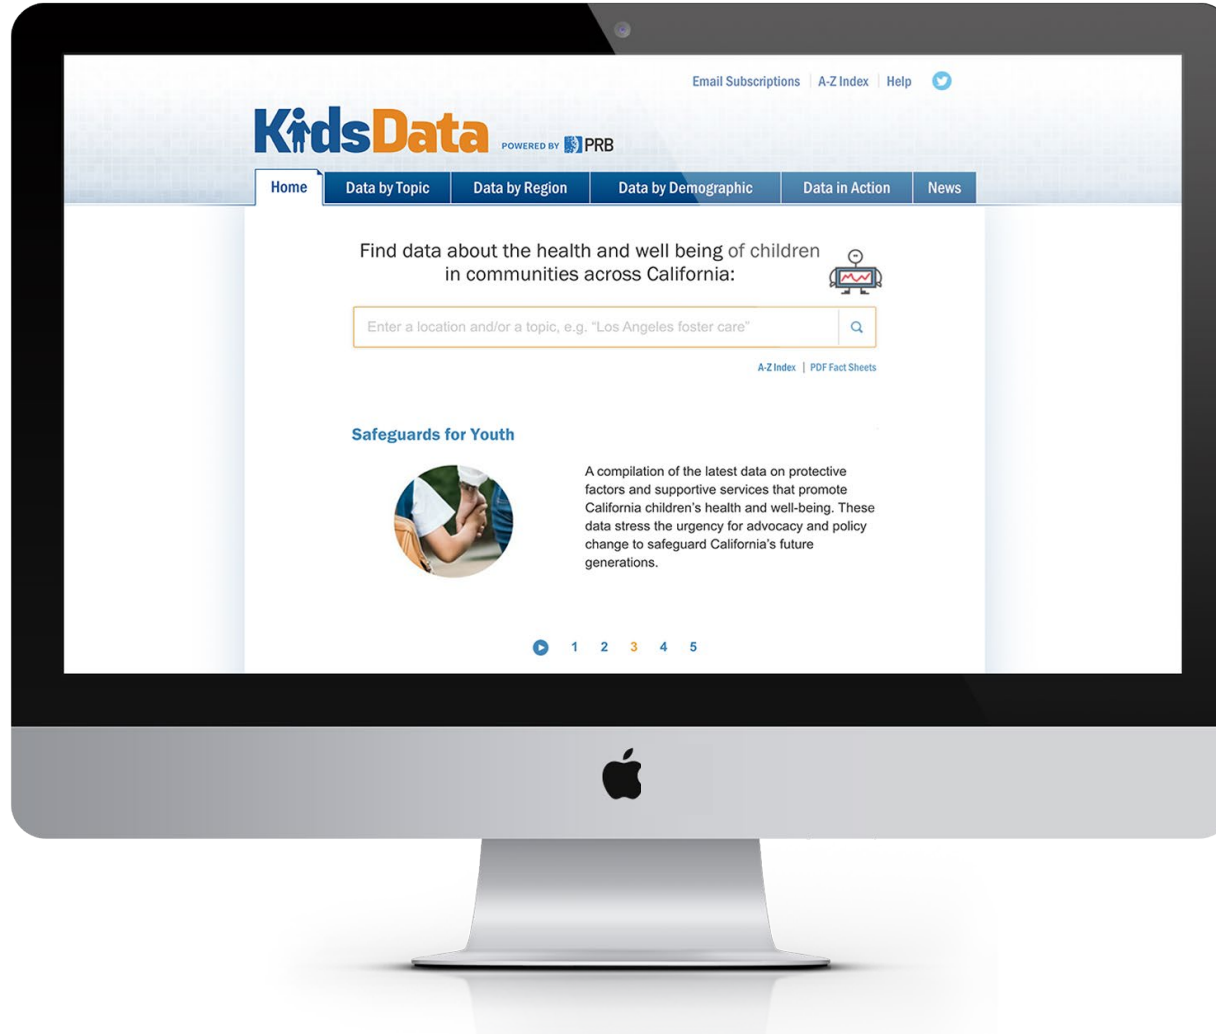 Email Subscriptions | A-Z Index | Help
KidsData POWERED BY PRB
Home Data by Topic Data by Region Data by Demographic Data in Action News
Find data about the health and well being of children
in communities across California:
Enter a location and/or a topic, e.g. “Los Angeles foster care”
A-Z Index | PDF Fact Sheets
Safeguards for Youth
A compilation of the latest data on protective
factors and supportive services that promote
California children’s health and well-being. These
data stress the urgency for advocacy and policy
change to safeguard California’s future
generations.
1 2 3 4 5